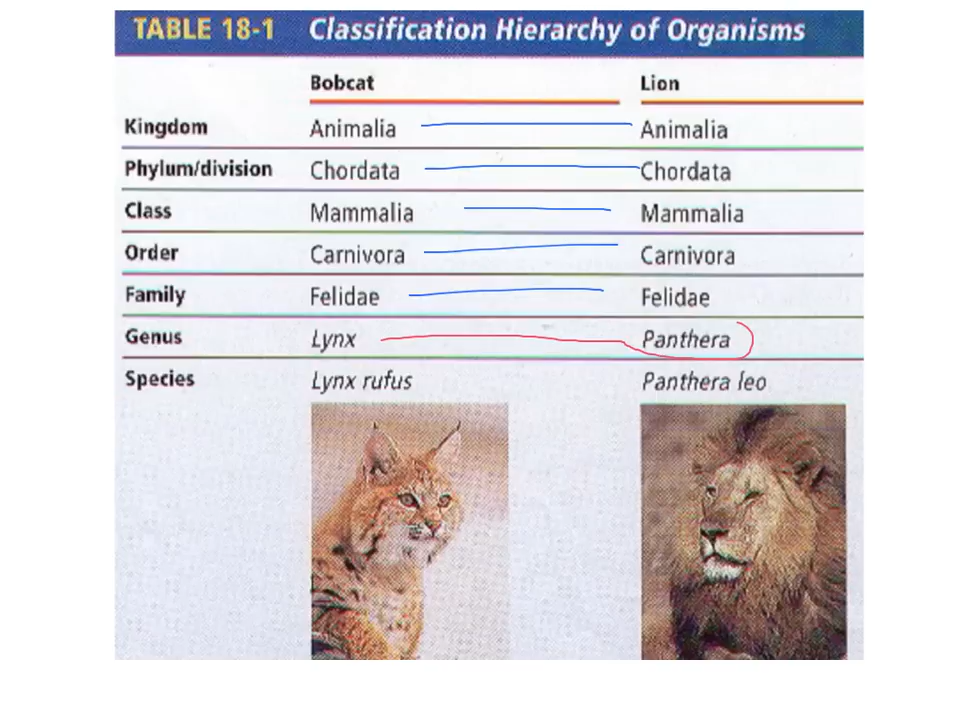 TABLE 18-1 Classification Hierarchy of Organisms
Bobcat Lion
Kingdom Animalia Animalia
Phylum/division Chordata Chordata
Class Mammalia Mammalia
Order Carnivora Carnivora
Family Felidae Felidae
Genus Lynx Panthera
Species Lynx rufus Panthera leo